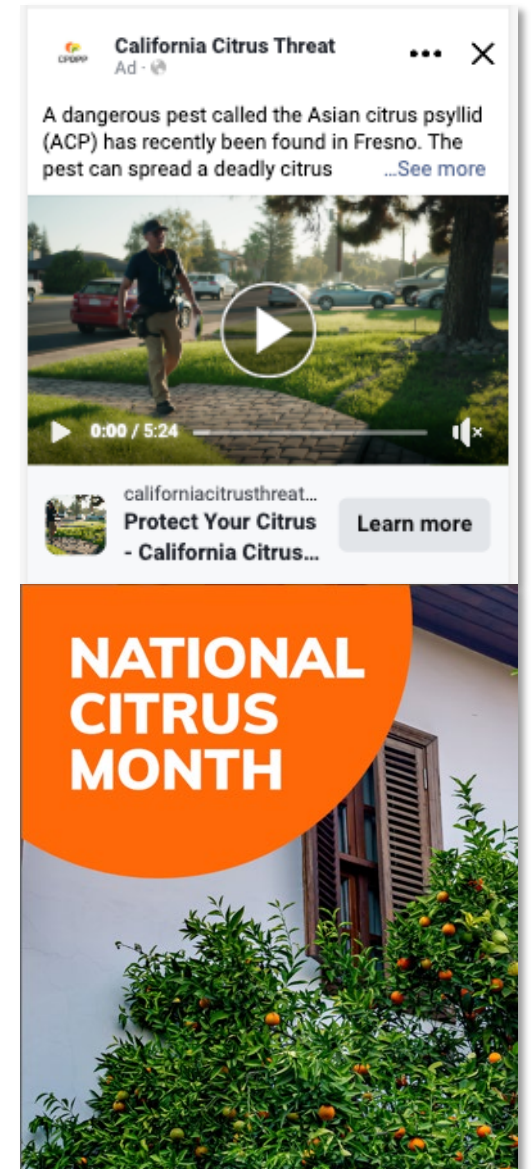 California Citrus Threat
CPDPP
Ad ·
A dangerous pest called the Asian citrus psyllid
(ACP) has recently been found in Fresno. The
pest can spread a deadly citrus ...See more
0:00 / 5:24
californiacitrusthreat...
Protect Your Citrus
- California Citrus...
Learn more
NATIONAL
CITRUS
MONTH